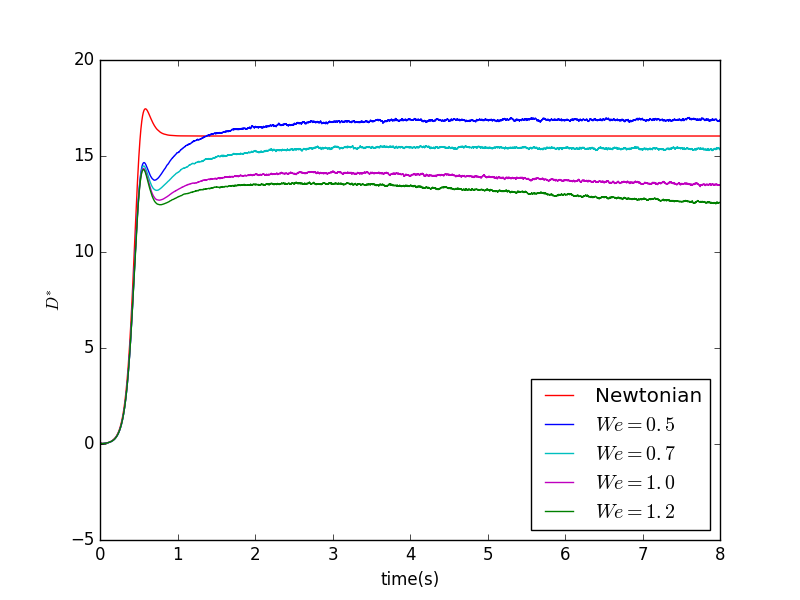 20
15
10
5
0
−5
D*
0 1 2 3 4 5 6 7 8
time(s)
Newtonian
We = 0.5
We = 0.7
We = 1.0
We = 1.2